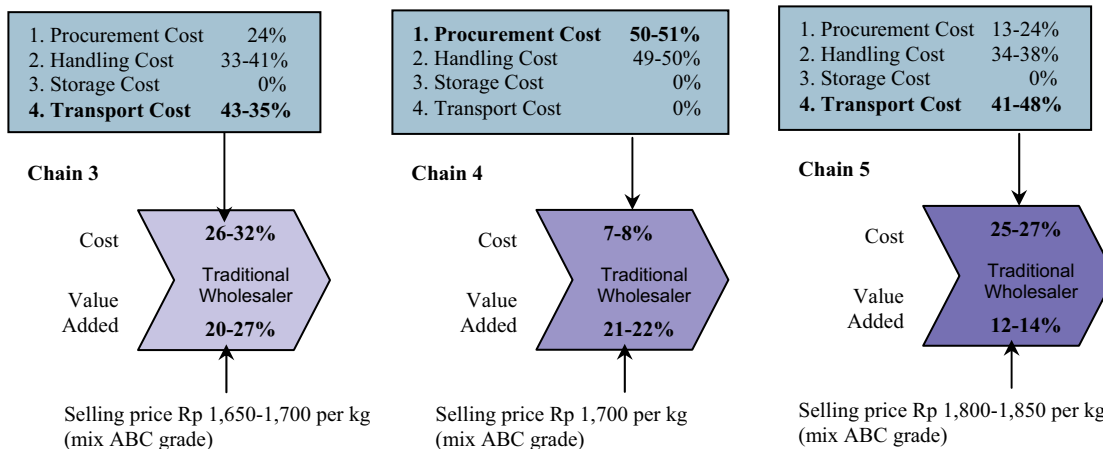 1. Procurement Cost 24%
2. Handling Cost 33-41%
3. Storage Cost 0%
4. Transport Cost 43-35%
Chain 3
Cost 26-32%
Traditional
Wholesaler
Value
Added 20-27%
Selling price Rp 1,650-1,700 per kg
(mix ABC grade)
1. Procurement Cost 50-51%
2. Handling Cost 49-50%
3. Storage Cost 0%
4. Transport Cost 0%
Chain 4
Cost 7-8%
Traditional
Wholesaler
Value
Added 21-22%
Selling price Rp 1,700 per kg
(mix ABC grade)
1. Procurement Cost 13-24%
2. Handling Cost 34-38%
3. Storage Cost 0%
4. Transport Cost 41-48%
Chain 5
Cost 25-27%
Traditional
Wholesaler
Value
Added 12-14%
Selling price Rp 1,800-1,850 per kg
(mix ABC grade)